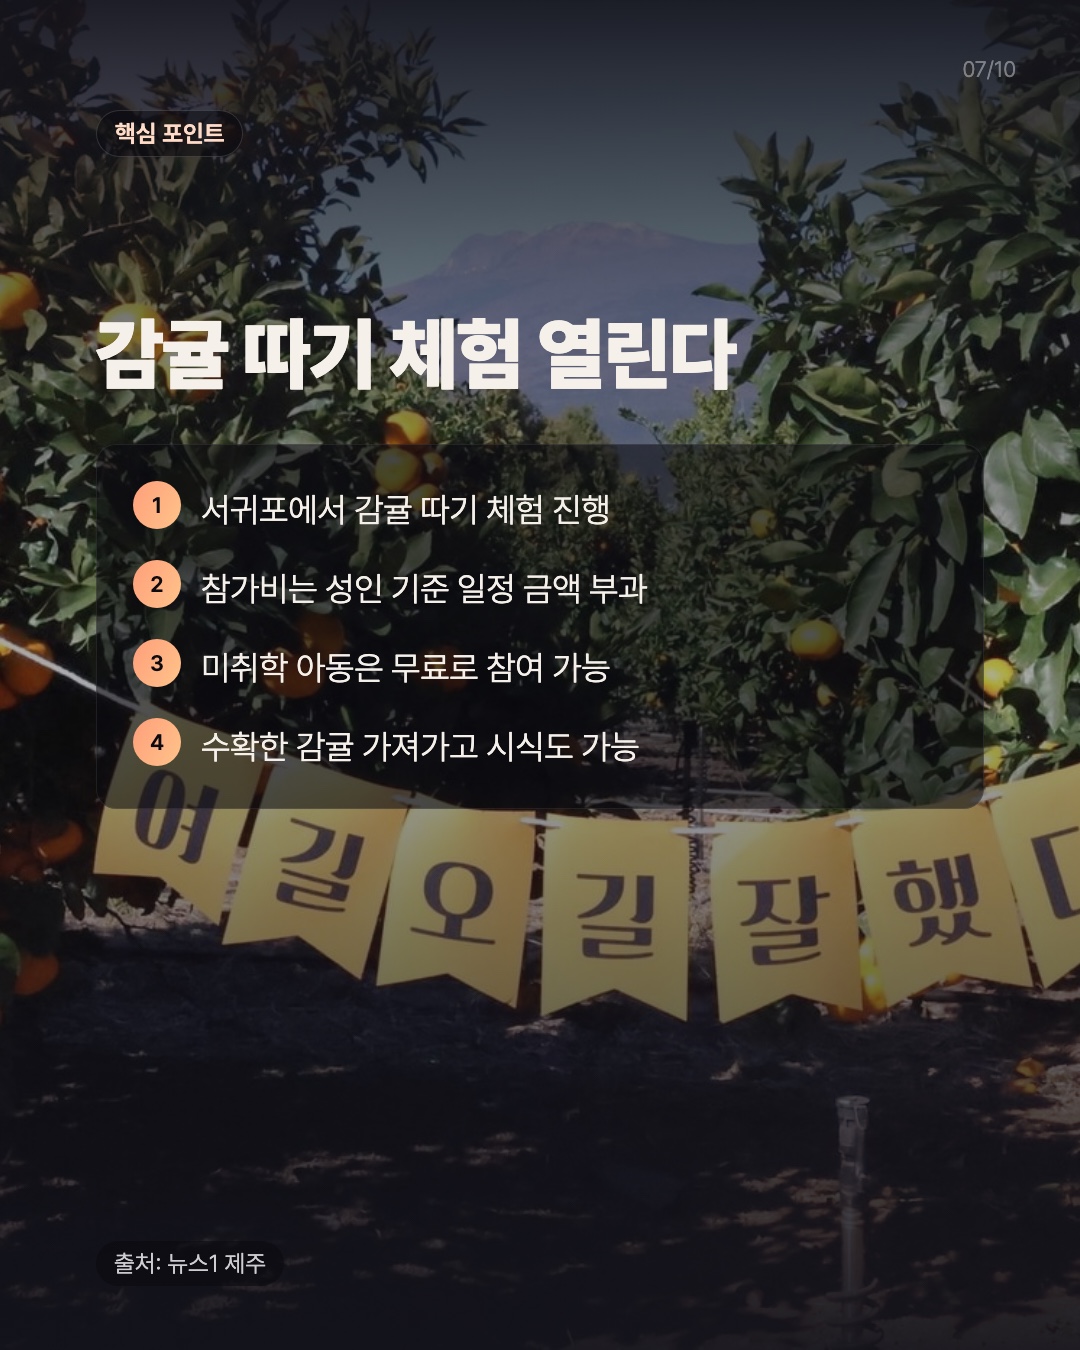 07/10
핵심 포인트
감귤 따기 체험 열린다
1 서귀포에서 감귤 따기 체험 진행
2 참가비는 성인 기준 일정 금액 부과
3 미취학 아동은 무료로 참여 가능
4 수확한 감귤 가져가고 시식도 가능
여길오길잘했
출처: 뉴스1 제주